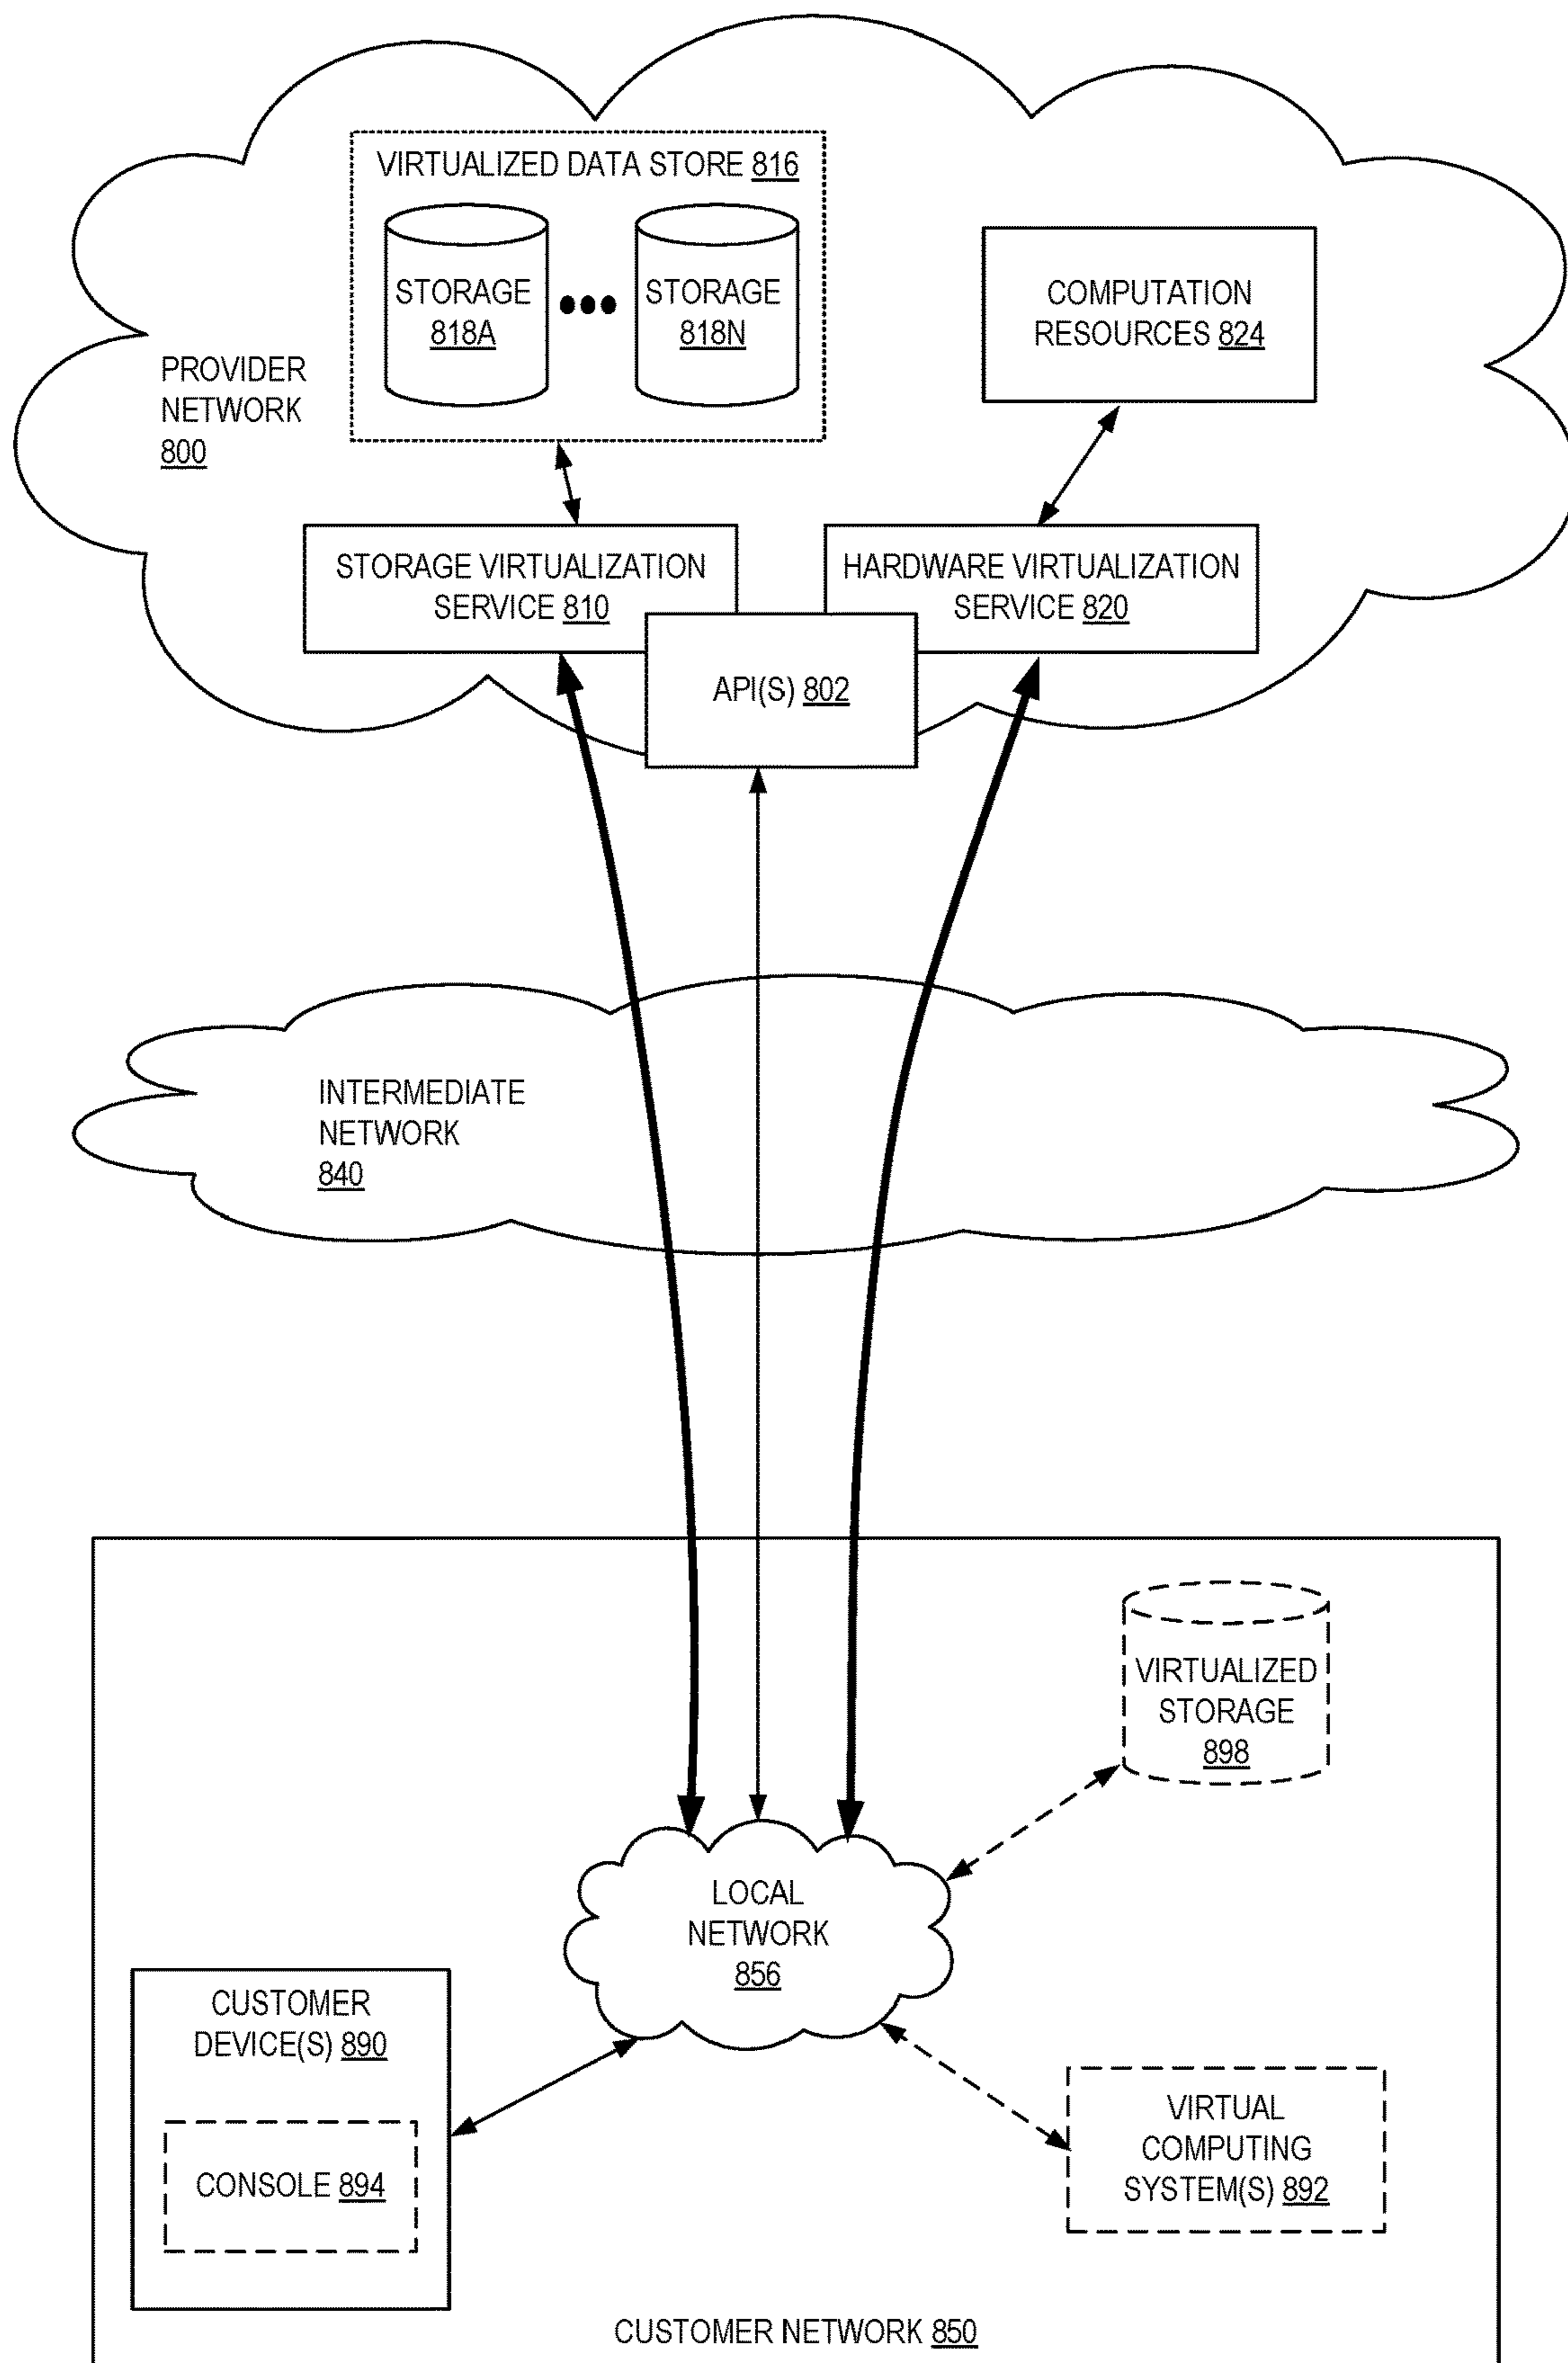 VIRTUALIZED DATA STORE 816
STORAGE
818A
STORAGE
818N
COMPUTATION
RESOURCES 824
PROVIDER
NETWORK
800
STORAGE VIRTUALIZATION
SERVICE 810
HARDWARE VIRTUALIZATION
SERVICE 820
API(S) 802
INTERMEDIATE
NETWORK
840
VIRTUALIZED
STORAGE
898
LOCAL
NETWORK
856
CUSTOMER
DEVICE(S) 890
CONSOLE 894
VIRTUAL
COMPUTING
SYSTEM(S) 892
CUSTOMER NETWORK 850